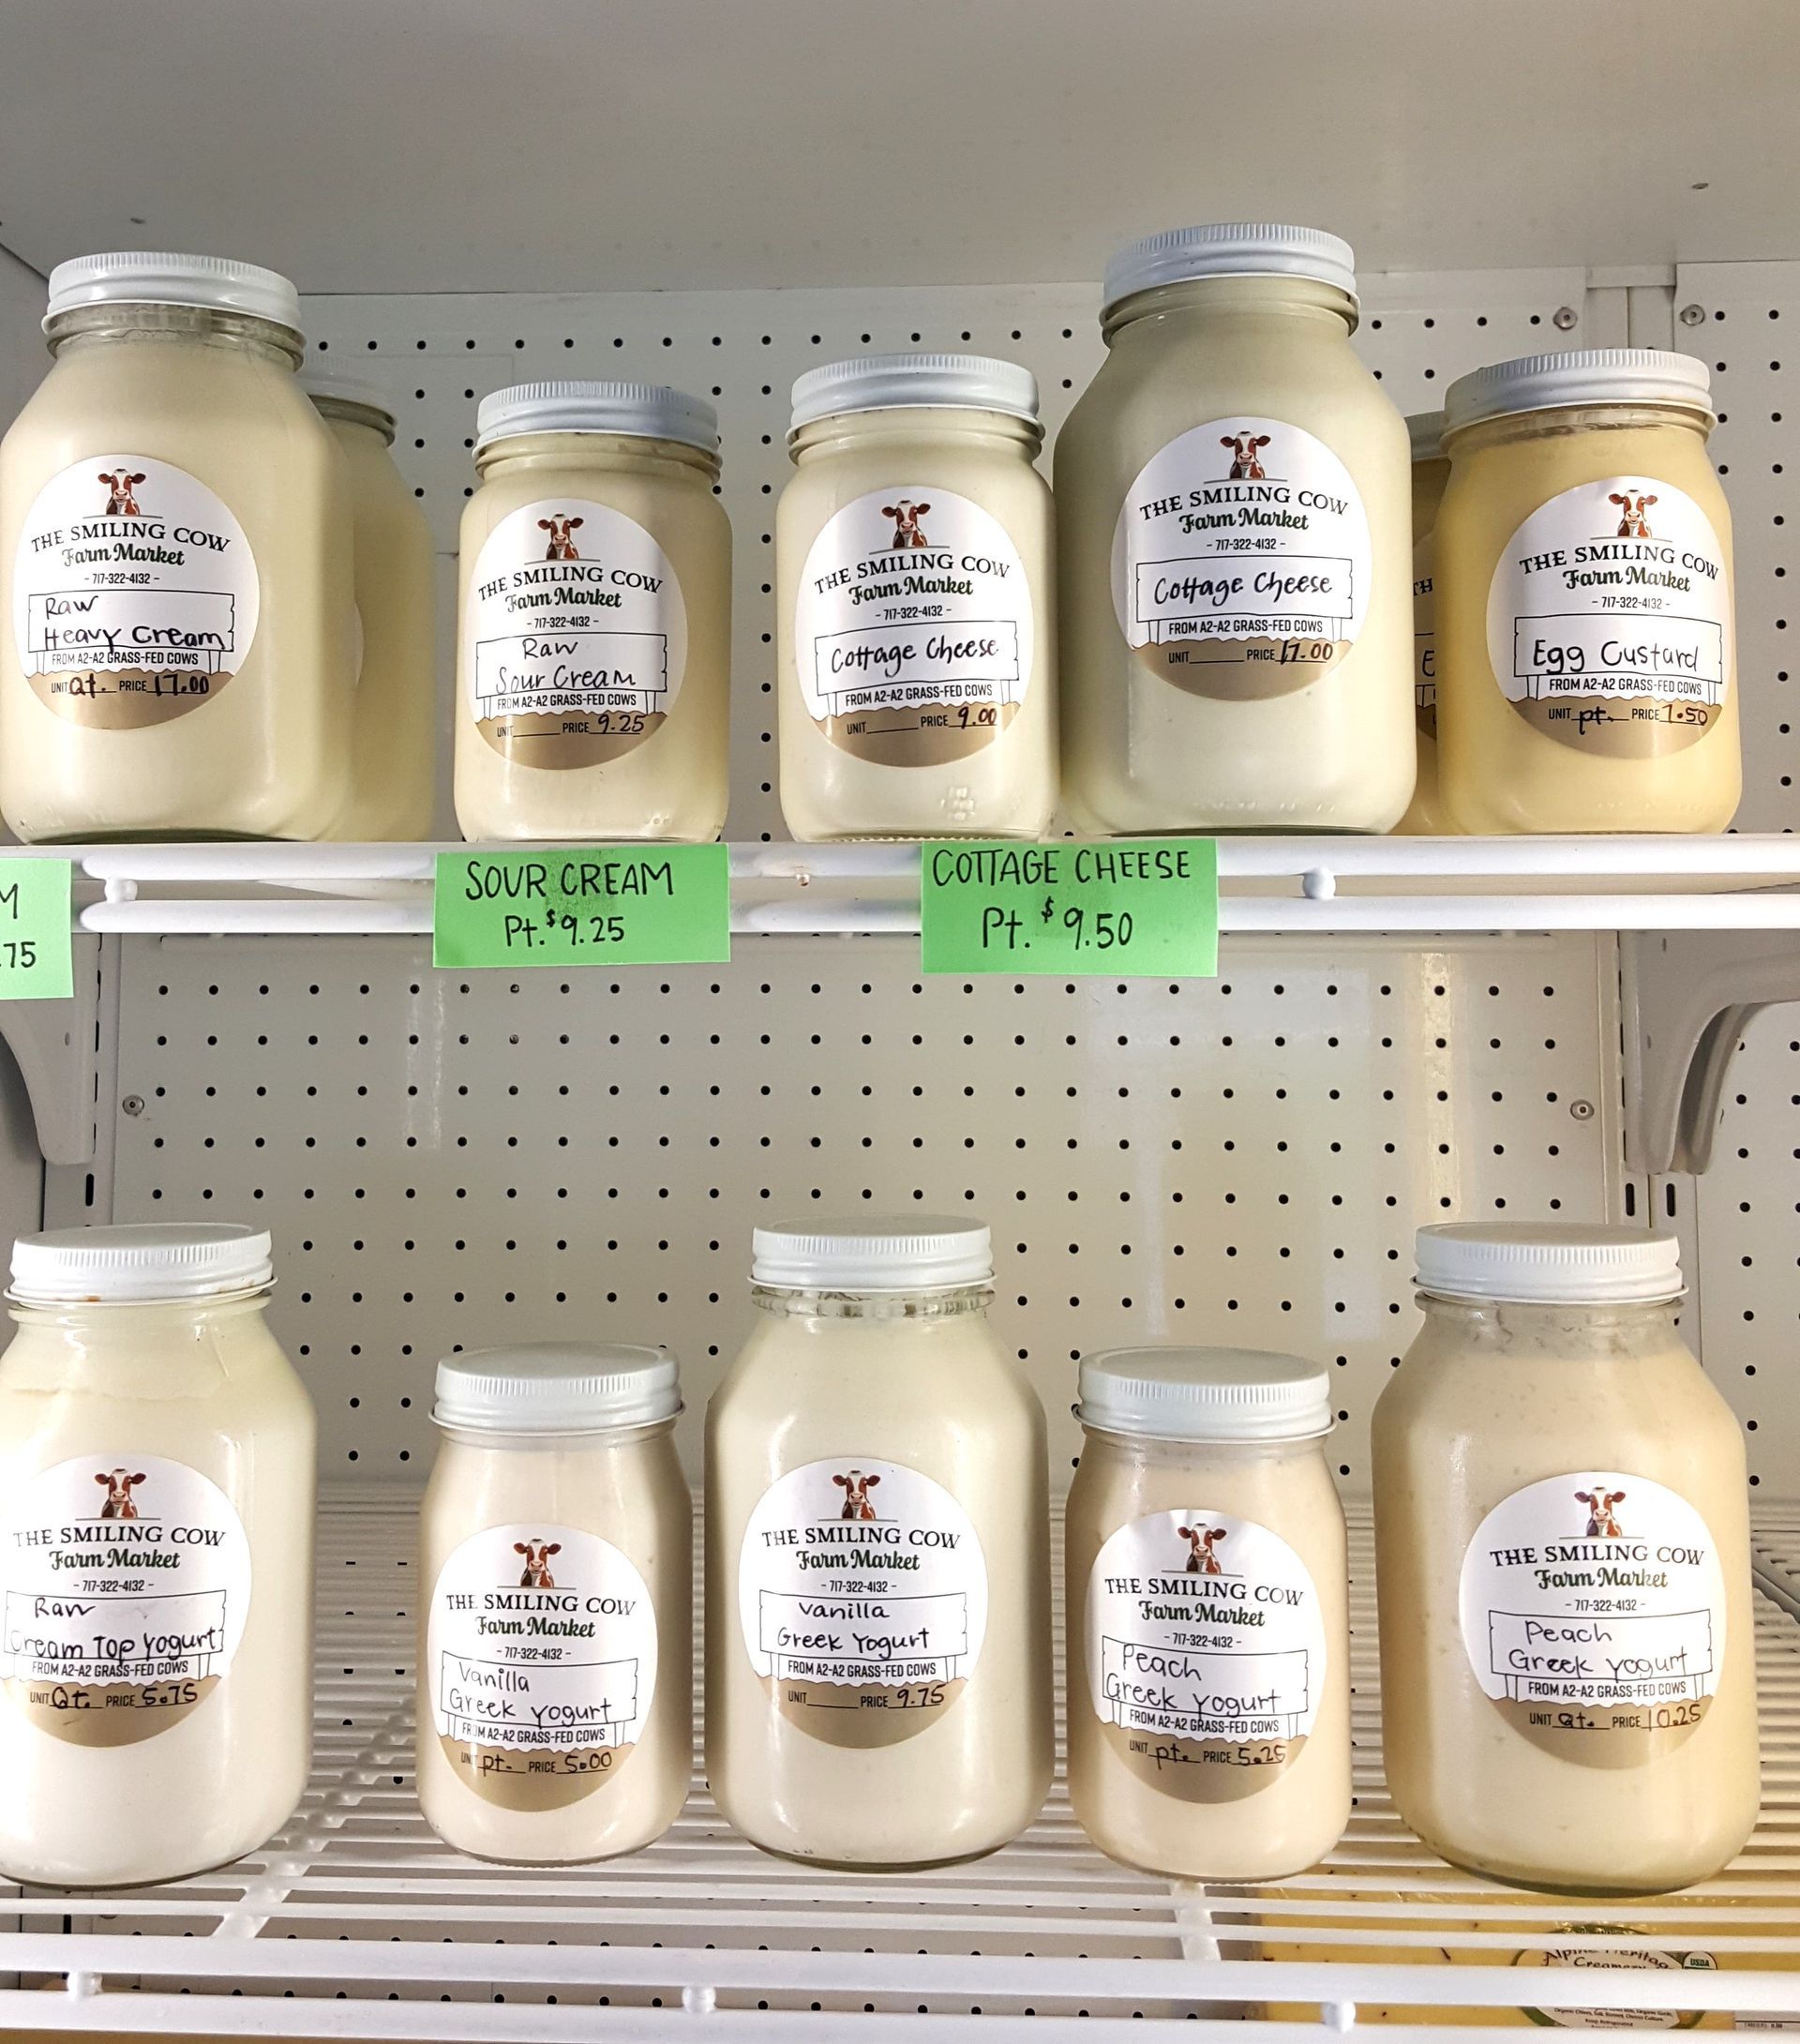 THE SMILING COW
Farm Market
- 717-322-4132 -
Raw
Heavy Cream
FROM A2-A2 GRASS-FED COWS
UNIT Qt. PRICE 17.00
THE SMILING COW
Farm Market
- 717-322-4132 -
Raw
Sour Cream
FROM A2-A2 GRASS-FED COWS
UNIT PRICE 9.25
THE SMILING COW
Farm Market
- 717-322-4132 -
Cottage Cheese
FROM A2-A2 GRASS-FED COWS
UNIT PRICE 9.00
THE SMILING COW
Farm Market
- 717-322-4132 -
Cottage Cheese
FROM A2-A2 GRASS-FED COWS
UNIT PRICE 17.00
TH
E
THE SMILING COW
Farm Market
- 717-322-4132 -
Egg Custard
FROM A2-A2 GRASS-FED COWS
UNIT pt. PRICE 7.50
M
.75
SOUR CREAM
Pt. $9.25
COTTAGE CHEESE
Pt. $9.50
THE SMILING COW
Farm Market
- 717-322-4132 -
Raw
Cream Top Yogurt
FROM A2-A2 GRASS-FED COWS
UNIT Qt. PRICE 5.75
THE SMILING COW
Farm Market
- 717-322-4132 -
Vanilla
Greek yogurt
FROM A2-A2 GRASS-FED COWS
UNIT pt. PRICE 5.00
THE SMILING COW
Farm Market
- 717-322-4132 -
Vanilla
Greek Yogurt
FROM A2-A2 GRASS-FED COWS
UNIT PRICE 9.75
THE SMILING COW
Farm Market
- 717-322-4132 -
Peach
Greek yogurt
FROM A2-A2 GRASS-FED COWS
UNIT pt. PRICE 5.25
THE SMILING COW
Farm Market
- 717-322-4132 -
Peach
Greek yogurt
FROM A2-A2 GRASS-FED COWS
UNIT Qt. PRICE 10.25
Alpine Heritage
Creamery
USDA
Keep Refrigerated